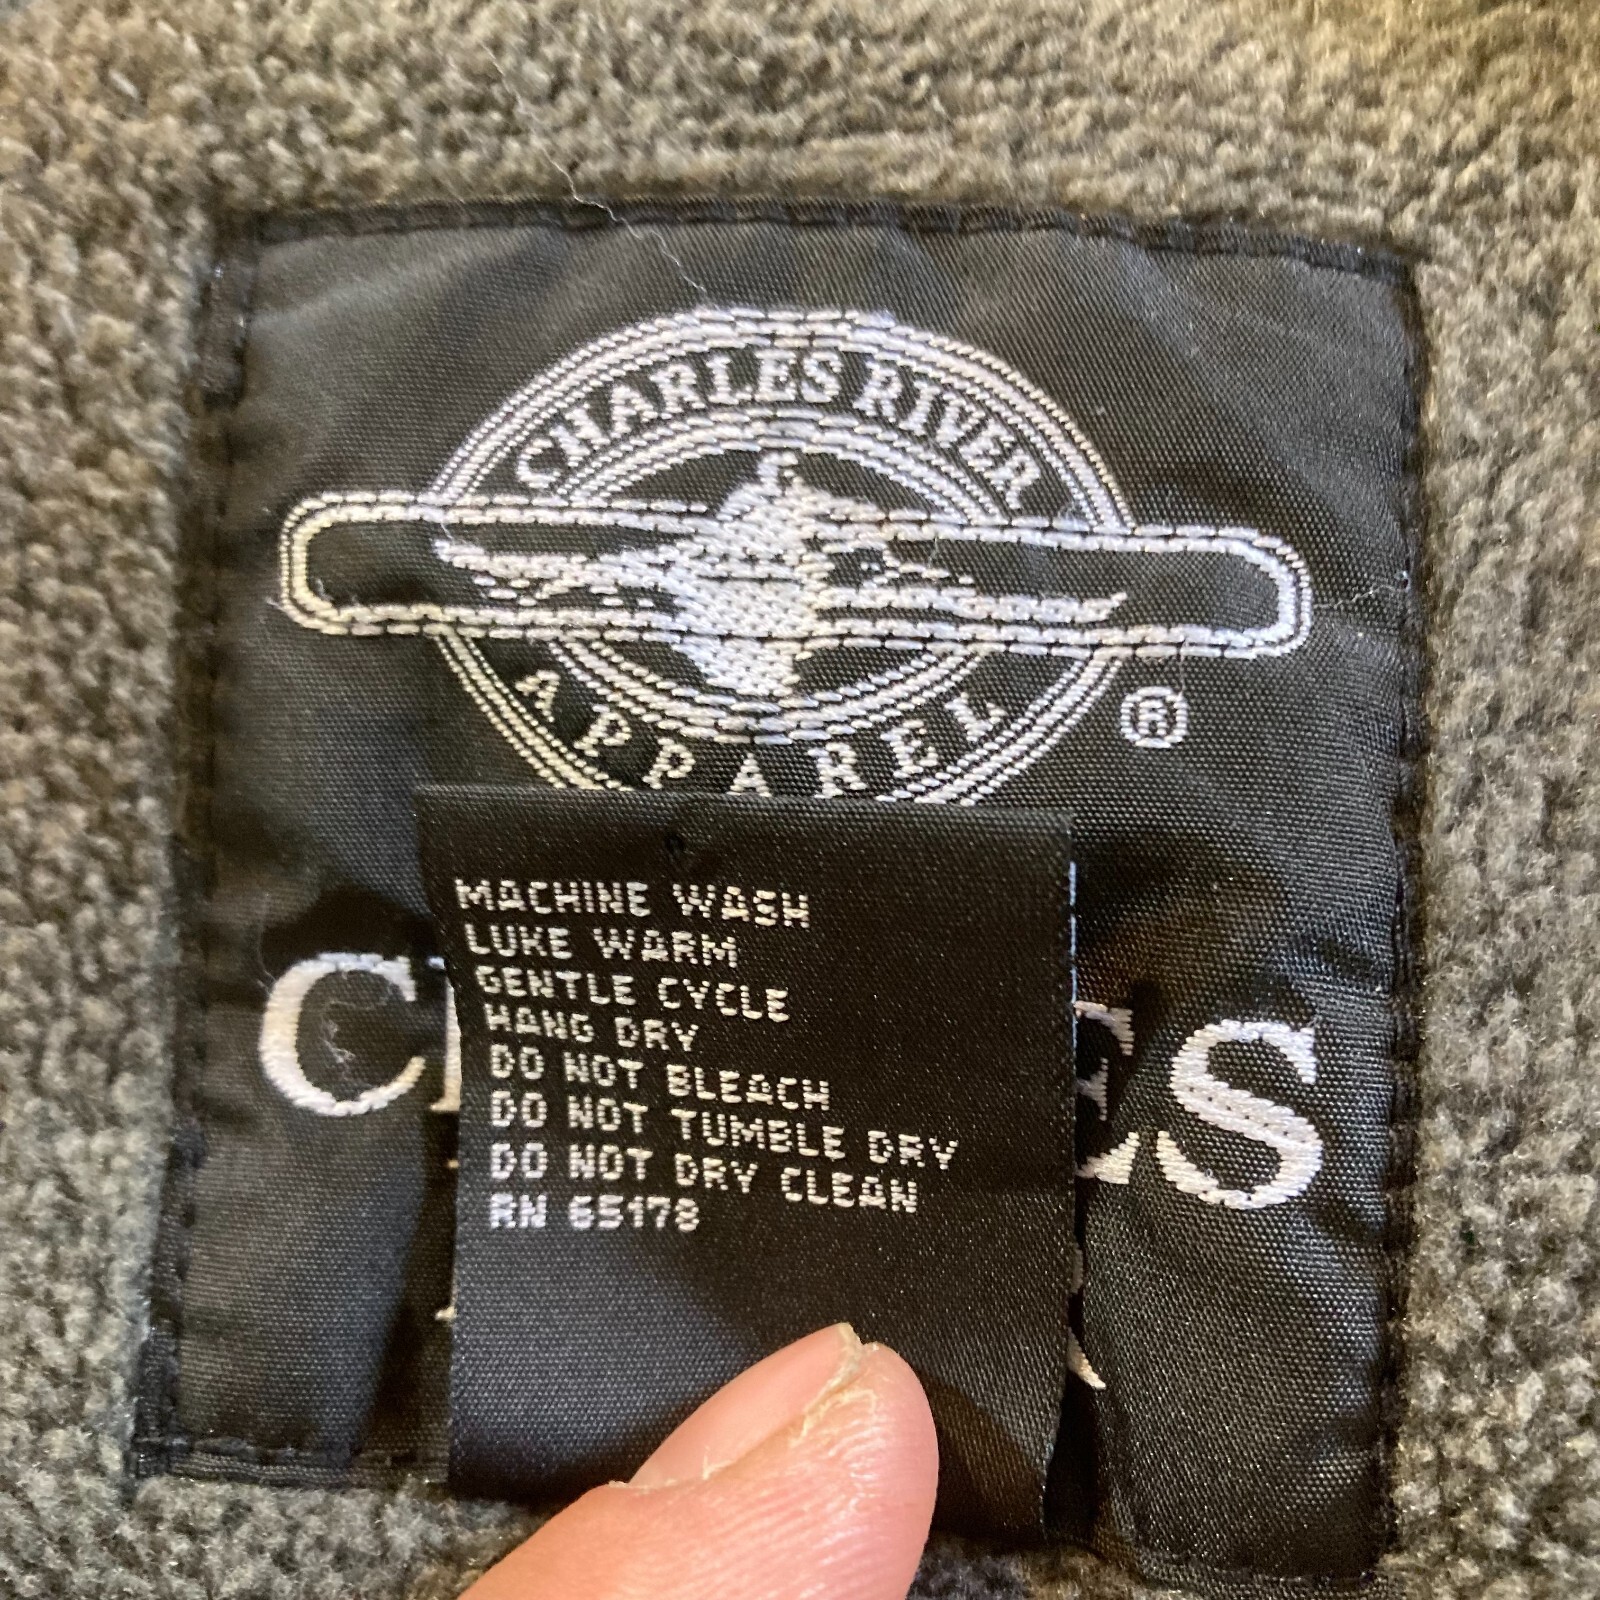 CHARLES RIVER
APPAREL
®
MACHINE WASH
LUKE WARM
GENTLE CYCLE
HANG DRY
DO NOT BLEACH
DO NOT TUMBLE DRY
DO NOT DRY CLEAN
RN 65178